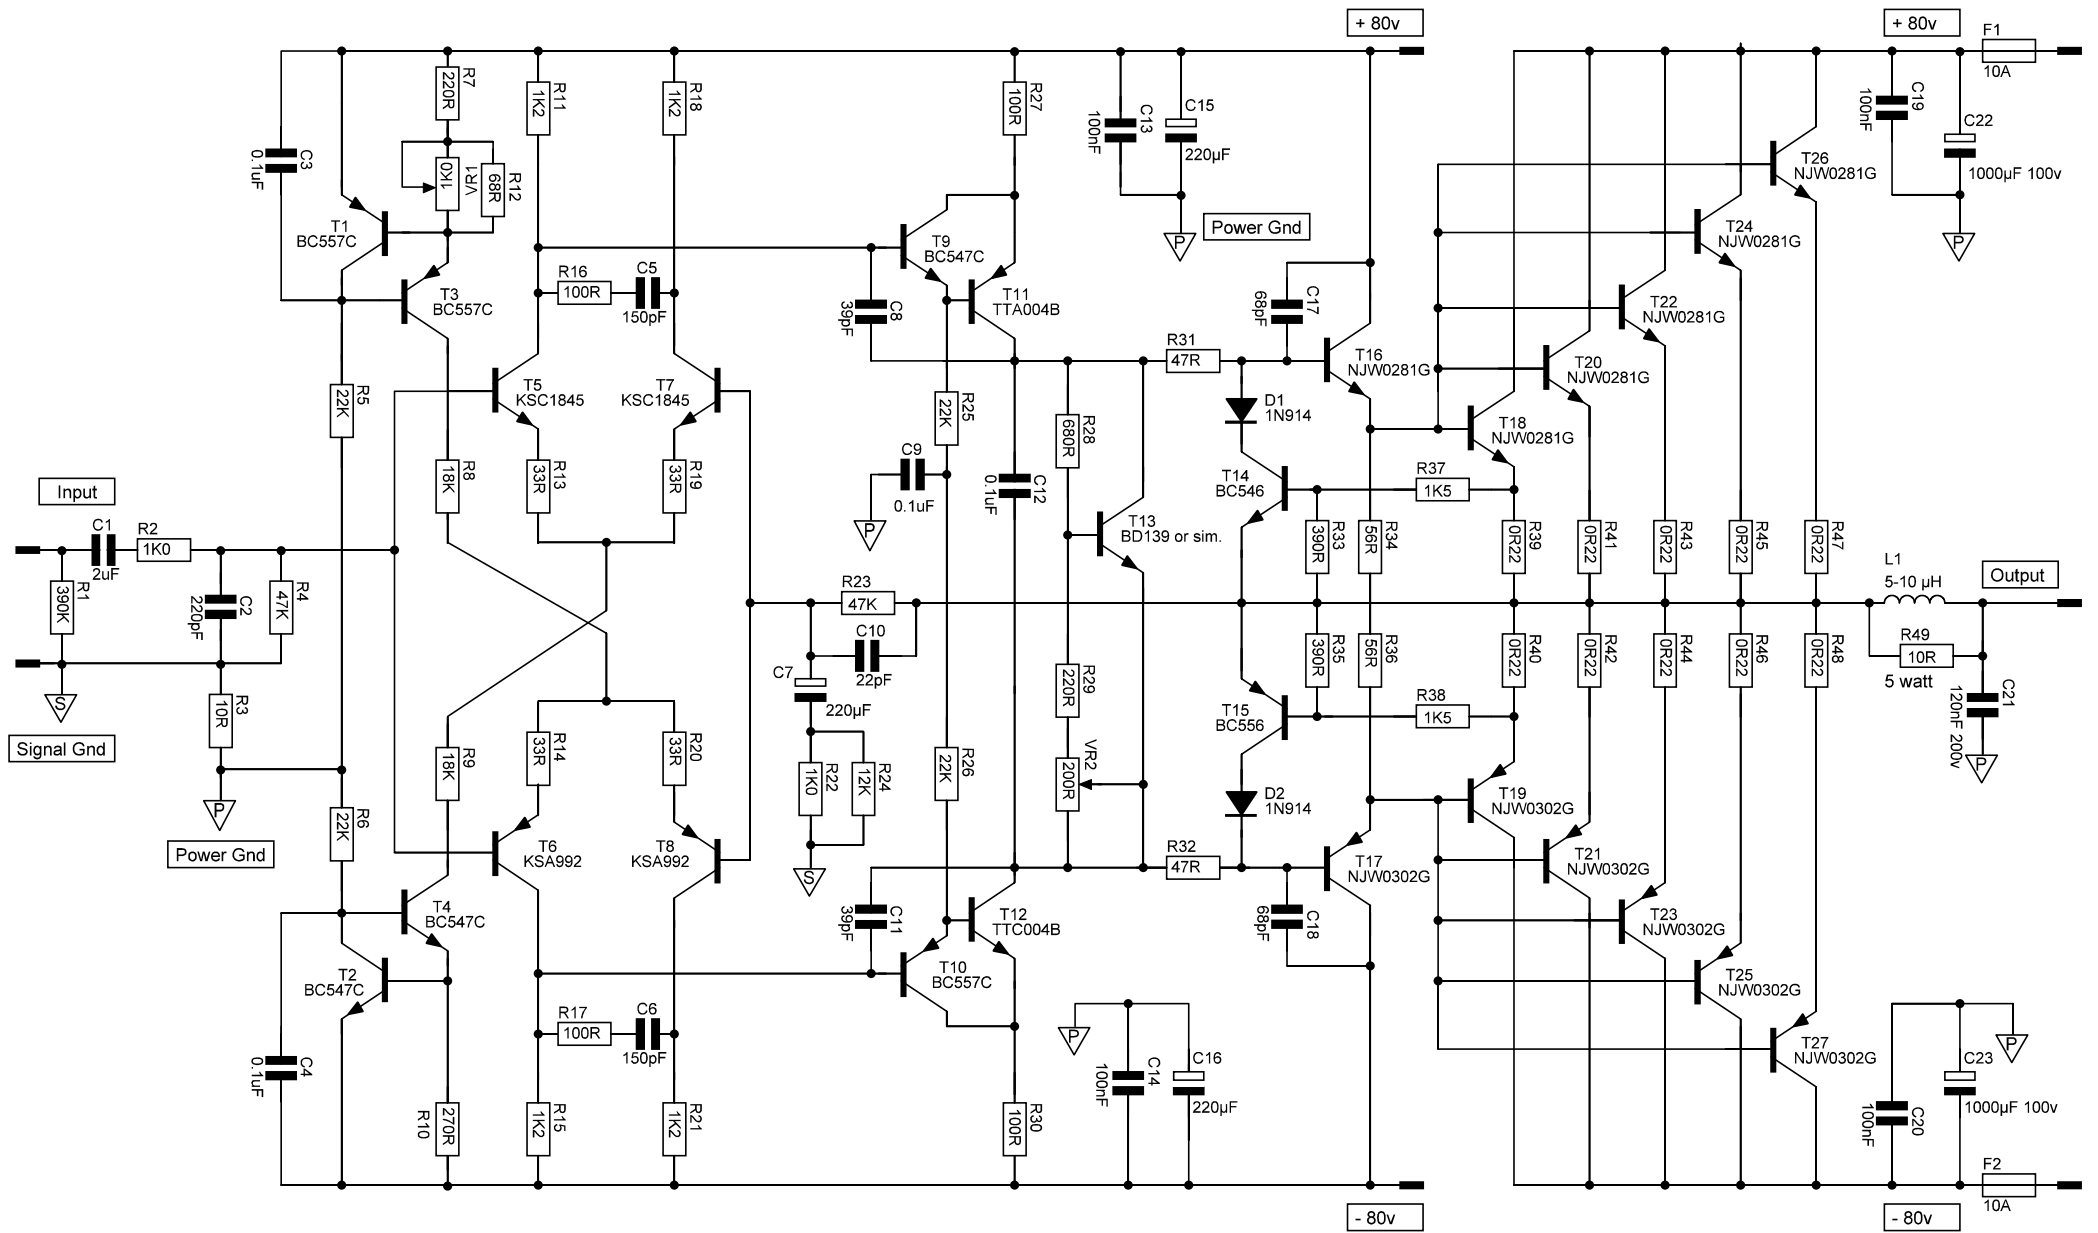 + 80v
+ 80v
F1
10A
R7
220R
R11
1K2
R18
1K2
R27
100R
C13
100nF
C15
220µF
C19
100nF
C22
1000µF 100v
C3
0.1uF
VR1
1K0
R12
68R
T26
NJW0281G
T1
BC557C
T9
BC547C
Power Gnd
P
P
T24
NJW0281G
T3
BC557C
R16
100R
C5
150pF
C8
39pF
T11
TTA004B
C17
68pF
T22
NJW0281G
R31
47R
T16
NJW0281G
T20
NJW0281G
R5
22K
T5
KSC1845
T7
KSC1845
R25
22K
R28
680R
D1
1N914
T18
NJW0281G
R8
18K
R13
33R
R19
33R
C9
0.1uF
C12
0.1uF
T14
BC546
R37
1K5
Input
C1
2uF
R2
1K0
P
T13
BD139 or sim.
R33
390R
R34
56R
R39
0R22
R41
0R22
R43
0R22
R45
0R22
R47
0R22
L1
5-10 µH
Output
R1
390K
C2
220pF
R4
47K
R23
47K
C10
22pF
R35
390R
R36
56R
R40
0R22
R42
0R22
R44
0R22
R46
0R22
R48
0R22
R49
10R
5 watt
C21
120nF 200v
P
S
Signal Gnd
R3
10R
C7
220µF
R29
220R
T15
BC556
R38
1K5
R9
18K
R14
33R
R20
33R
R22
1K0
R24
12K
R26
22K
VR2
200R
D2
1N914
T19
NJW0302G
P
Power Gnd
R6
22K
T6
KSA992
T8
KSA992
S
R32
47R
T17
NJW0302G
T21
NJW0302G
T4
BC547C
C11
39pF
T12
TTC004B
C18
68pF
T23
NJW0302G
T2
BC547C
T10
BC557C
T25
NJW0302G
R17
100R
C6
150pF
P
T27
NJW0302G
P
C4
0.1uF
C14
100nF
C16
220µF
C23
1000µF 100v
C20
100nF
R10
270R
R15
1K2
R21
1K2
R30
100R
F2
10A
- 80v
- 80v